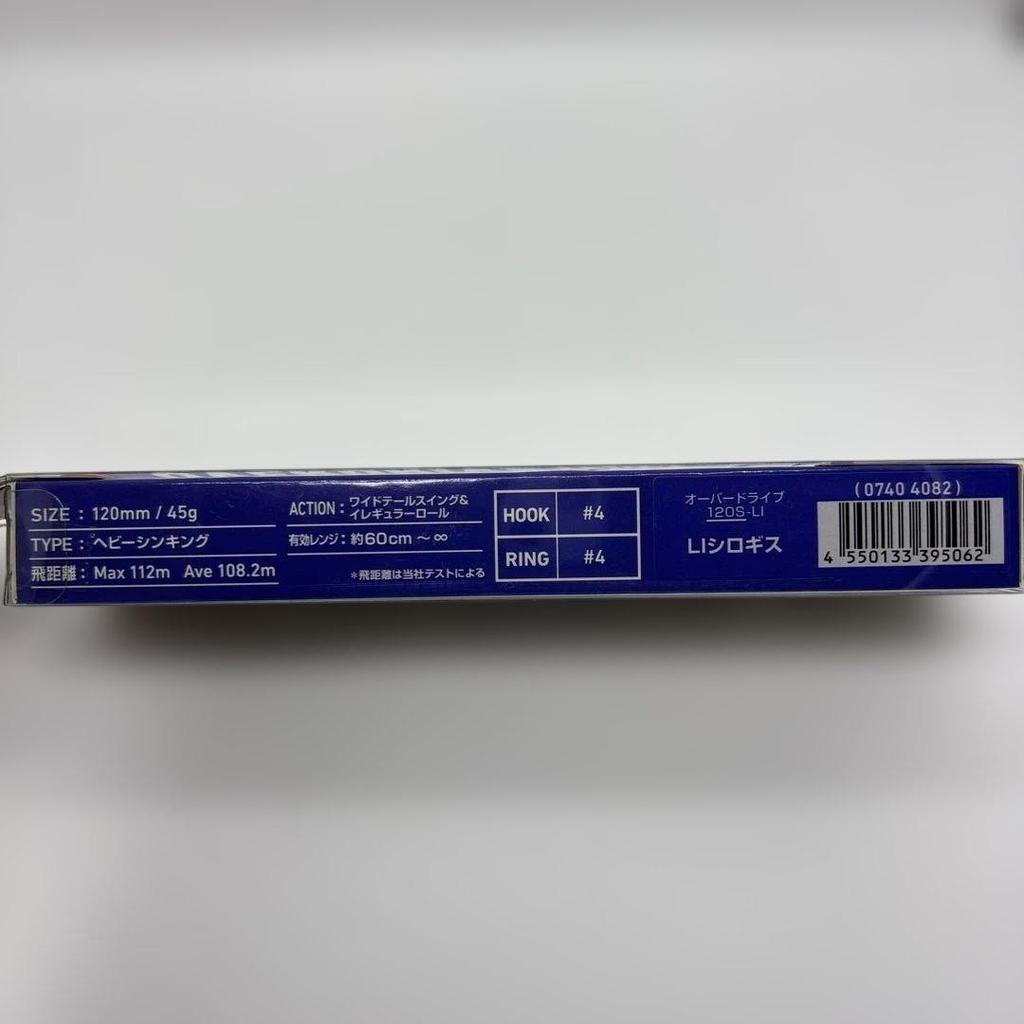 SIZE : 120mm / 45g
TYPE : ヘビーシンキング
飛距離 : Max 112m Ave 108.2m
ACTION : ワイドテールスイング&
イレギュラーロール
有効レンジ : 約60cm ～ ∞
*飛距離は当社テストによる
HOOK #4
RING #4
オーバードライブ
120S-LI
LIシロギス
(0740 4082)
4 550133 395062